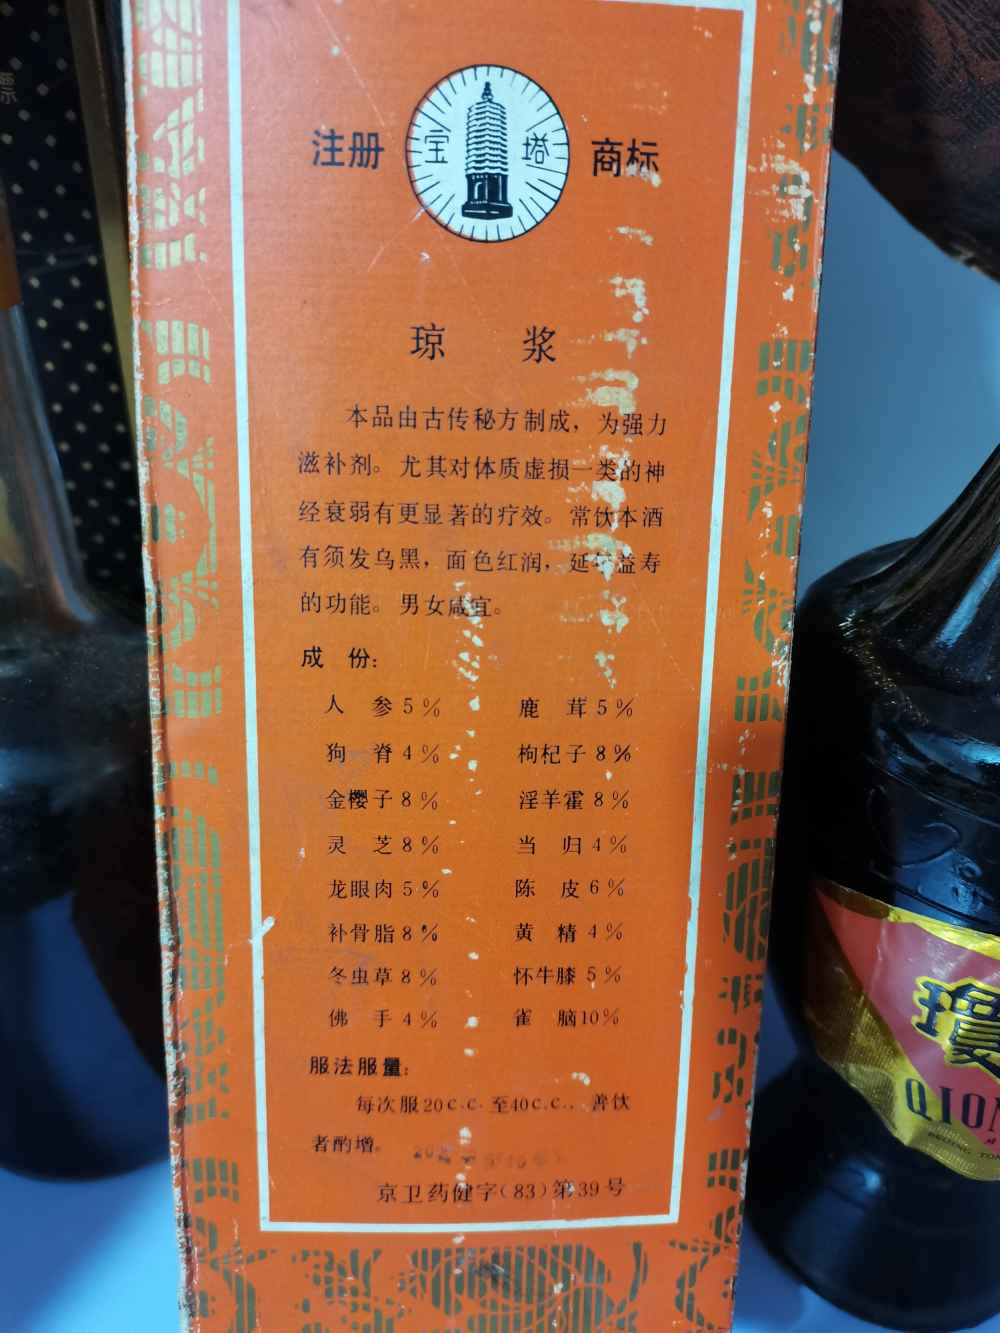 注册 宝塔 商标
琼 浆
本品由古传秘方制成，为强力
滋补剂。尤其对体质虚损一类的神
经衰弱有更显著的疗效。常饮本酒
有须发乌黑，面色红润，延年益寿
的功能。男女咸宜。
成 份：
人 参5% 鹿 茸5%
狗 脊4% 枸杞子8%
金樱子8% 淫羊霍8%
灵 芝8% 当 归4%
龙眼肉5% 陈 皮6%
补骨脂8% 黄 精4%
冬虫草8% 怀牛膝5%
佛 手4% 雀 脑10%
服法服量：
每次服20c.c.至40c.c.，善饮
者酌增。
京卫药健字(83)第39号
標
瓊
QION
BEIJING TON